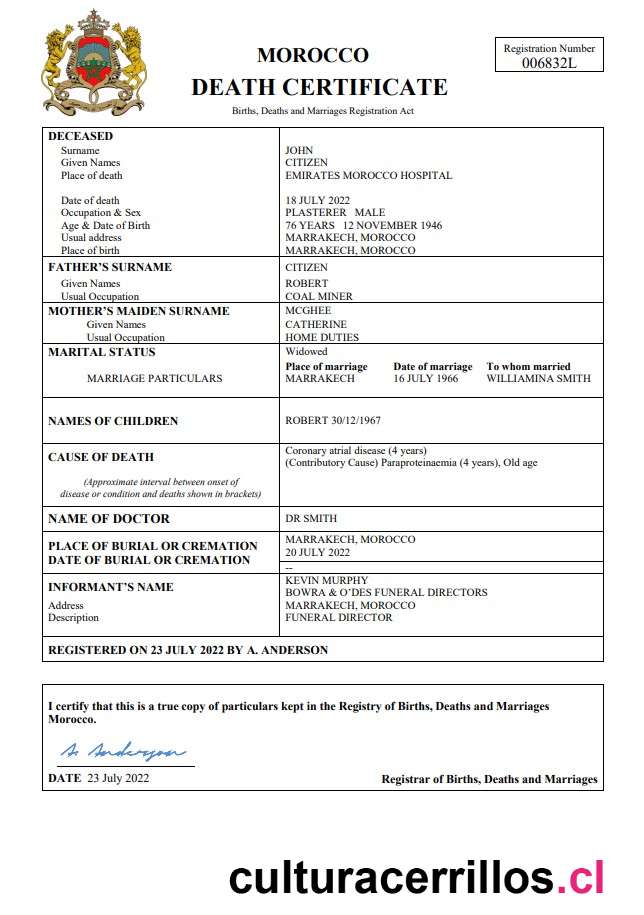 MOROCCO
DEATH CERTIFICATE
Births, Deaths and Marriages Registration Act
Registration Number
006832L
DECEASED
Surname JOHN
Given Names CITIZEN
Place of death EMIRATES MOROCCO HOSPITAL
Date of death 18 JULY 2022
Occupation & Sex PLASTERER MALE
Age & Date of Birth 76 YEARS 12 NOVEMBER 1946
Usual address MARRAKECH, MOROCCO
Place of birth MARRAKECH, MOROCCO
FATHER'S SURNAME CITIZEN
Given Names ROBERT
Usual Occupation COAL MINER
MOTHER'S MAIDEN SURNAME MCGHEE
Given Names CATHERINE
Usual Occupation HOME DUTIES
MARITAL STATUS Widowed
Place of marriage Date of marriage To whom married
MARRIAGE PARTICULARS MARRAKECH 16 JULY 1966 WILLIAMINA SMITH
NAMES OF CHILDREN ROBERT 30/12/1967
CAUSE OF DEATH
Coronary atrial disease (4 years)
(Contributory Cause) Paraproteinaemia (4 years), Old age
(Approximate interval between onset of
disease or condition and deaths shown in brackets)
NAME OF DOCTOR DR SMITH
PLACE OF BURIAL OR CREMATION MARRAKECH, MOROCCO
DATE OF BURIAL OR CREMATION 20 JULY 2022
--
INFORMANT'S NAME KEVIN MURPHY
BOWRA & O'DES FUNERAL DIRECTORS
Address MARRAKECH, MOROCCO
Description FUNERAL DIRECTOR
REGISTERED ON 23 JULY 2022 BY A. ANDERSON
I certify that this is a true copy of particulars kept in the Registry of Births, Deaths and Marriages
Morocco.
A. Anderson
DATE 23 July 2022
Registrar of Births, Deaths and Marriages
culturacerrillos.cl